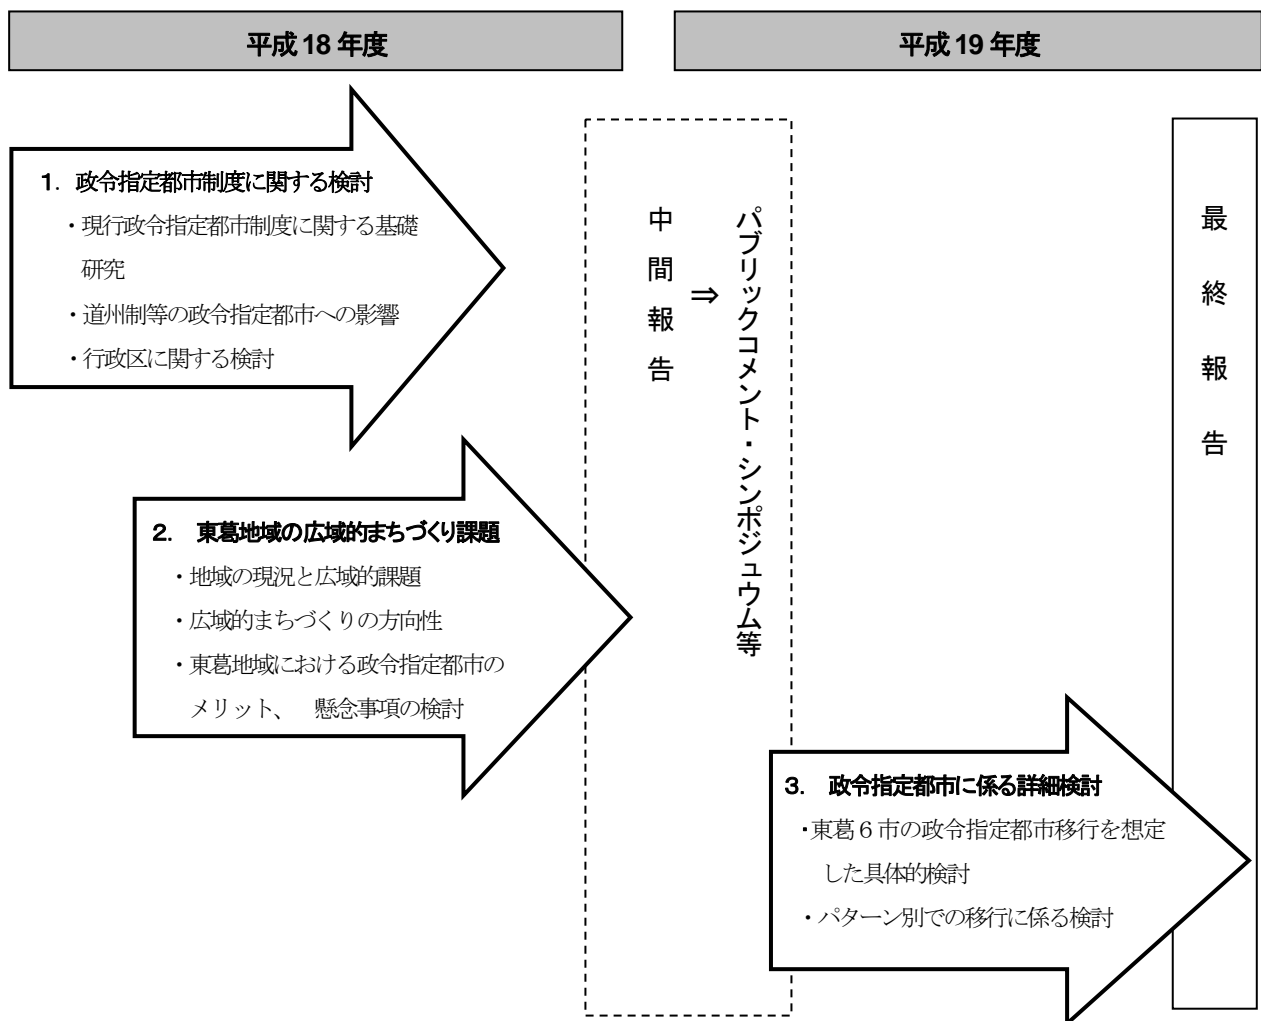 平成 18 年度
平成 19 年度
1. 政令指定都市制度に関する検討
・現行政令指定都市制度に関する基礎
研究
・道州制等の政令指定都市への影響
・行政区に関する検討
2. 東葛地域の広域的まちづくり課題
・地域の現況と広域的課題
・広域的まちづくりの方向性
・東葛地域における政令指定都市の
メリット、　懸念事項の検討
中間報告
⇒
パブリックコメント・シンポジュウム等
3. 政令指定都市に係る詳細検討
・東葛６市の政令指定都市移行を想定
した具体的検討
・パターン別での移行に係る検討
最終報告